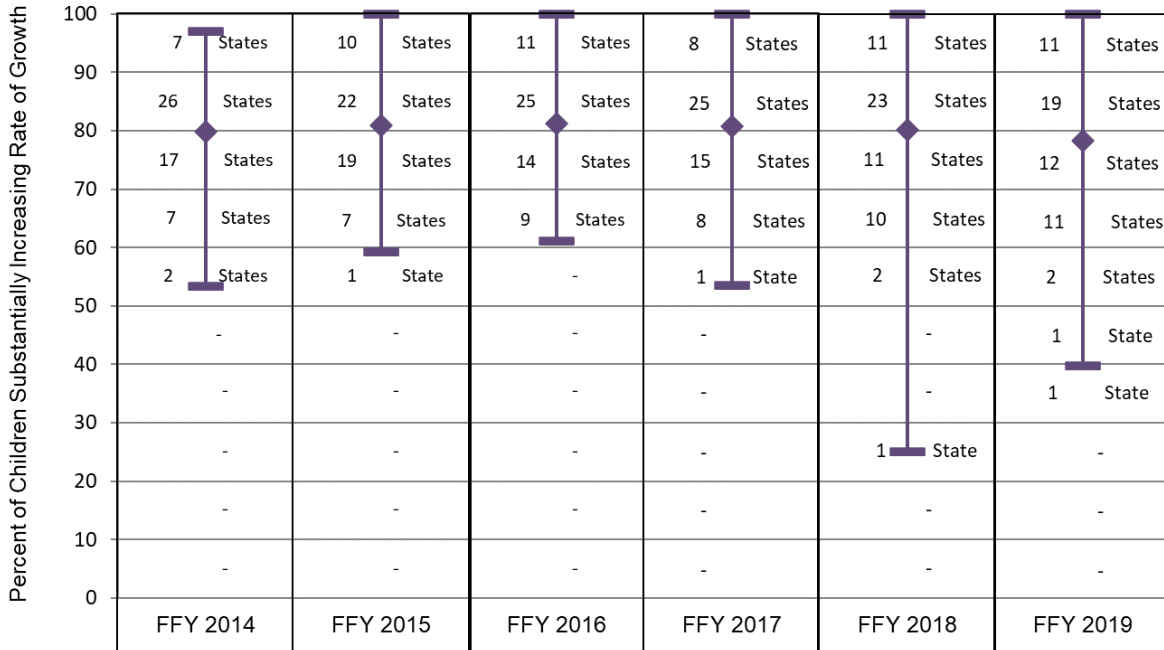 Percent of Children Substantially Increasing Rate of Growth
100
7 States 10 States 11 States 8 States 11 States 11 States
90
26 States 22 States 25 States 25 States 23 States 19 States
80
17 States 19 States 14 States 15 States 11 States 12 States
70
7 States 7 States 9 States 8 States 10 States 11 States
60
2 States 1 State - 1 State 2 States 2 States
50
- - - - - 1 State
40
- - - - - 1 State
30
- - - - 1 State -
20
- - - - - -
10
- - - - - -
0
FFY 2014 FFY 2015 FFY 2016 FFY 2017 FFY 2018 FFY 2019